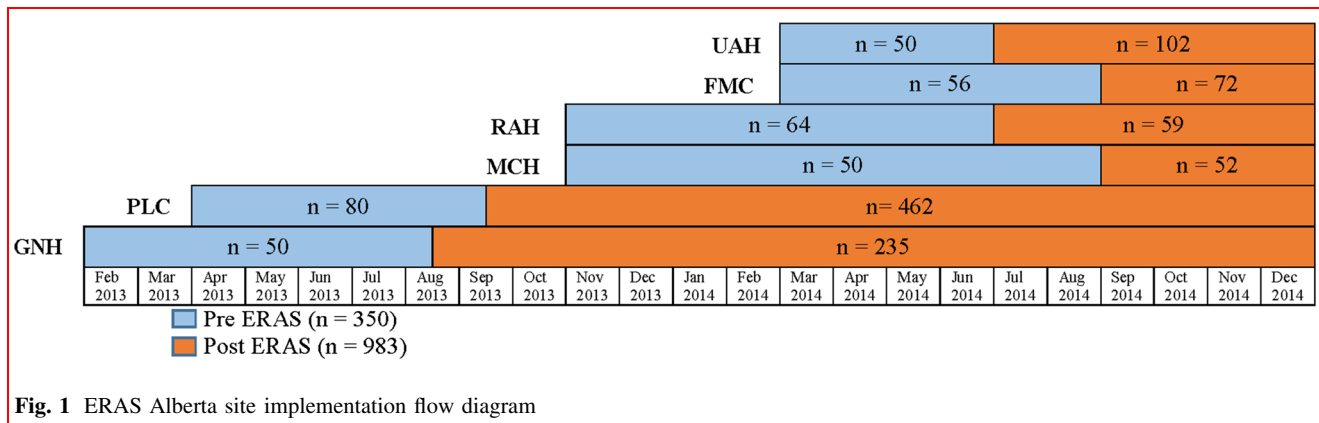 UAH n = 50 n = 102
FMC n = 56 n = 72
RAH n = 64 n = 59
MCH n = 50 n = 52
PLC n = 80 n= 462
GNH n = 50 n = 235
Feb Mar Apr May Jun Jul Aug Sep Oct Nov Dec Jan Feb Mar Apr May Jun Jul Aug Sep Oct Nov Dec
2013 2013 2013 2013 2013 2013 2013 2013 2013 2013 2013 2014 2014 2014 2014 2014 2014 2014 2014 2014 2014 2014 2014
Pre ERAS (n = 350)
Post ERAS (n = 983)
Fig. 1 ERAS Alberta site implementation flow diagram